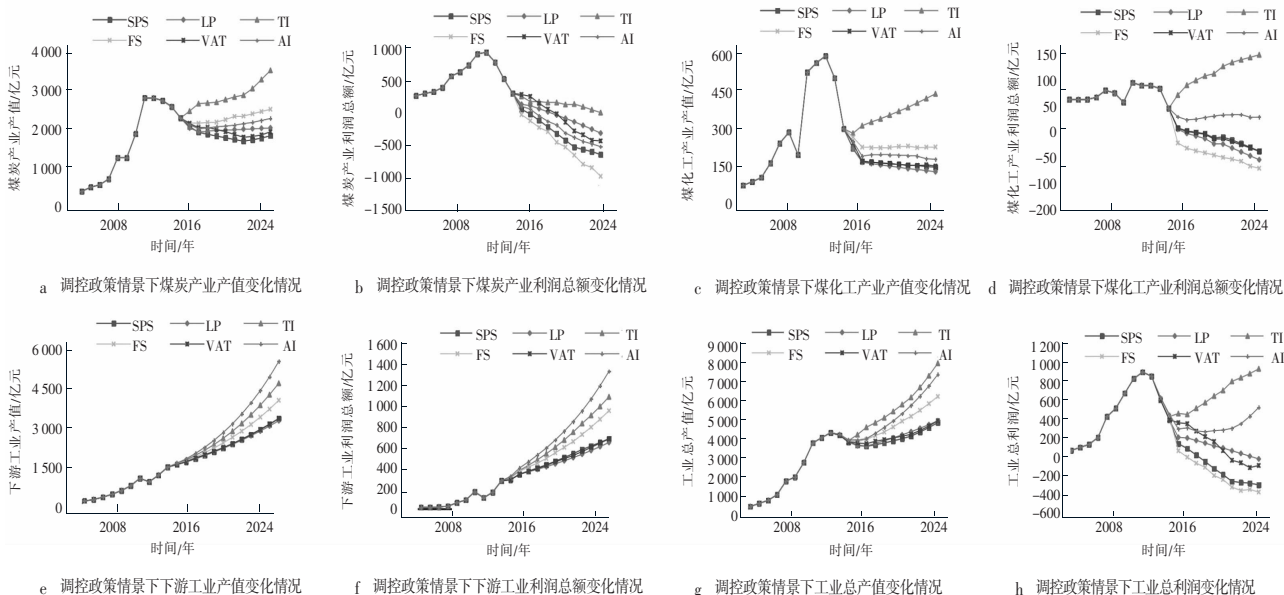 SPS LP TI
FS VAT AI
煤炭产业产值/亿元
4 000
3 000
2 000
1 000
0
2008 2016 2024
时间/年
a 调控政策情景下煤炭产业产值变化情况
SPS LP TI
FS VAT AI
煤炭产业利润总额/亿元
1 000
500
0
-500
-1 000
-1500
2008 2016 2024
时间/年
b 调控政策情景下煤炭产业利润总额变化情况
SPS LP TI
FS VAT AI
煤化工产业产值/亿元
600
450
300
150
0
2008 2016 2024
时间/年
c 调控政策情景下煤化工产业产值变化情况
SPS LP TI
FS VAT AI
煤化工产业利润总额/亿元
150
100
50
0
-50
-100
-200
2008 2016 2024
时间/年
d 调控政策情景下煤化工产业利润总额变化情况
SPS LP TI
FS VAT AI
下游工业产值/亿元
6 000
4 500
3 000
1 500
0
2008 2016 2024
时间/年
e 调控政策情景下下游工业产值变化情况
SPS LP TI
FS VAT AI
下游工业利润总额/亿元
1 600
1 400
1 200
1 000
800
600
400
200
0
2008 2016 2024
时间/年
f 调控政策情景下下游工业利润总额变化情况
SPS LP TI
FS VAT AI
工业总产值/亿元
9 000
8 000
7 000
6 000
5 000
4 000
3 000
2 000
1 000
0
2008 2016 2024
时间/年
g 调控政策情景下工业总产值变化情况
SPS LP TI
FS VAT AI
工业总利润/亿元
1200
1000
800
600
400
200
0
-200
-400
-600
2008 2016 2024
时间/年
h 调控政策情景下工业总利润变化情况